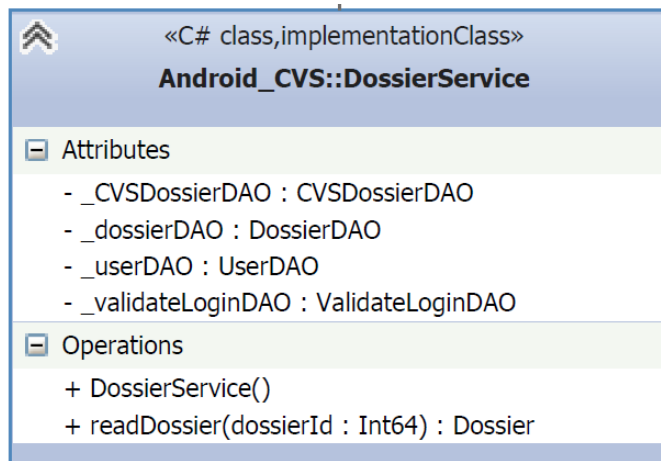 «C# class,implementationClass»
Android_CVS::DossierService
Attributes
- _CVSDossierDAO : CVSDossierDAO
- _dossierDAO : DossierDAO
- _userDAO : UserDAO
- _validateLoginDAO : ValidateLoginDAO
Operations
+ DossierService()
+ readDossier(dossierId : Int64) : Dossier